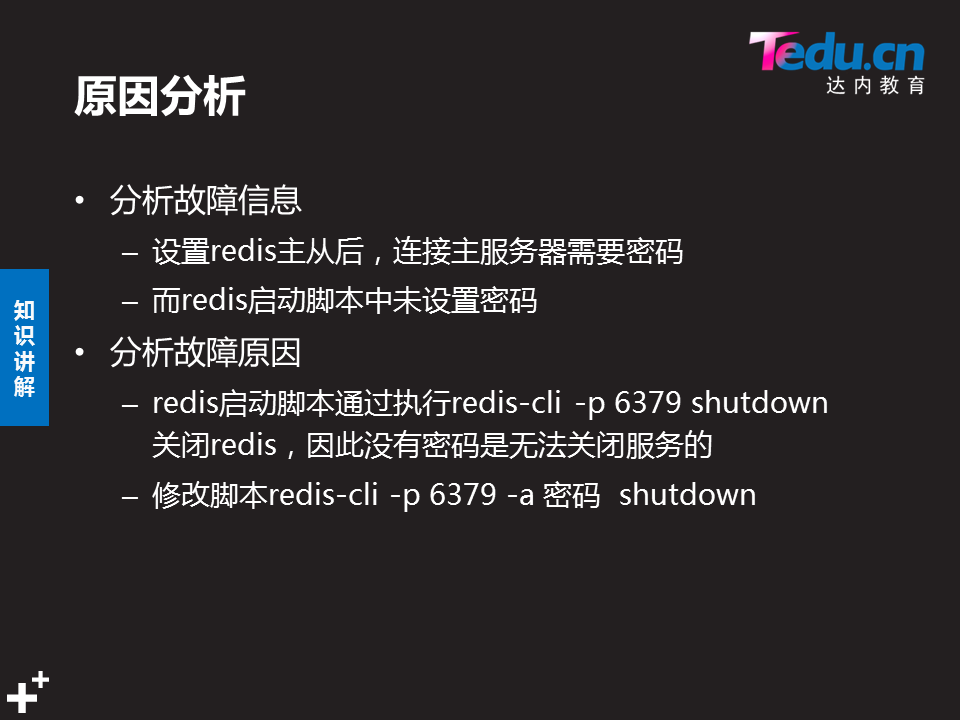 Tedu.cn
达内教育
原因分析
• 分析故障信息
– 设置redis主从后，连接主服务器需要密码
– 而redis启动脚本中未设置密码
• 分析故障原因
– redis启动脚本通过执行redis-cli -p 6379 shutdown
关闭redis，因此没有密码是无法关闭服务的
– 修改脚本redis-cli -p 6379 -a 密码 shutdown
知
识
讲
解